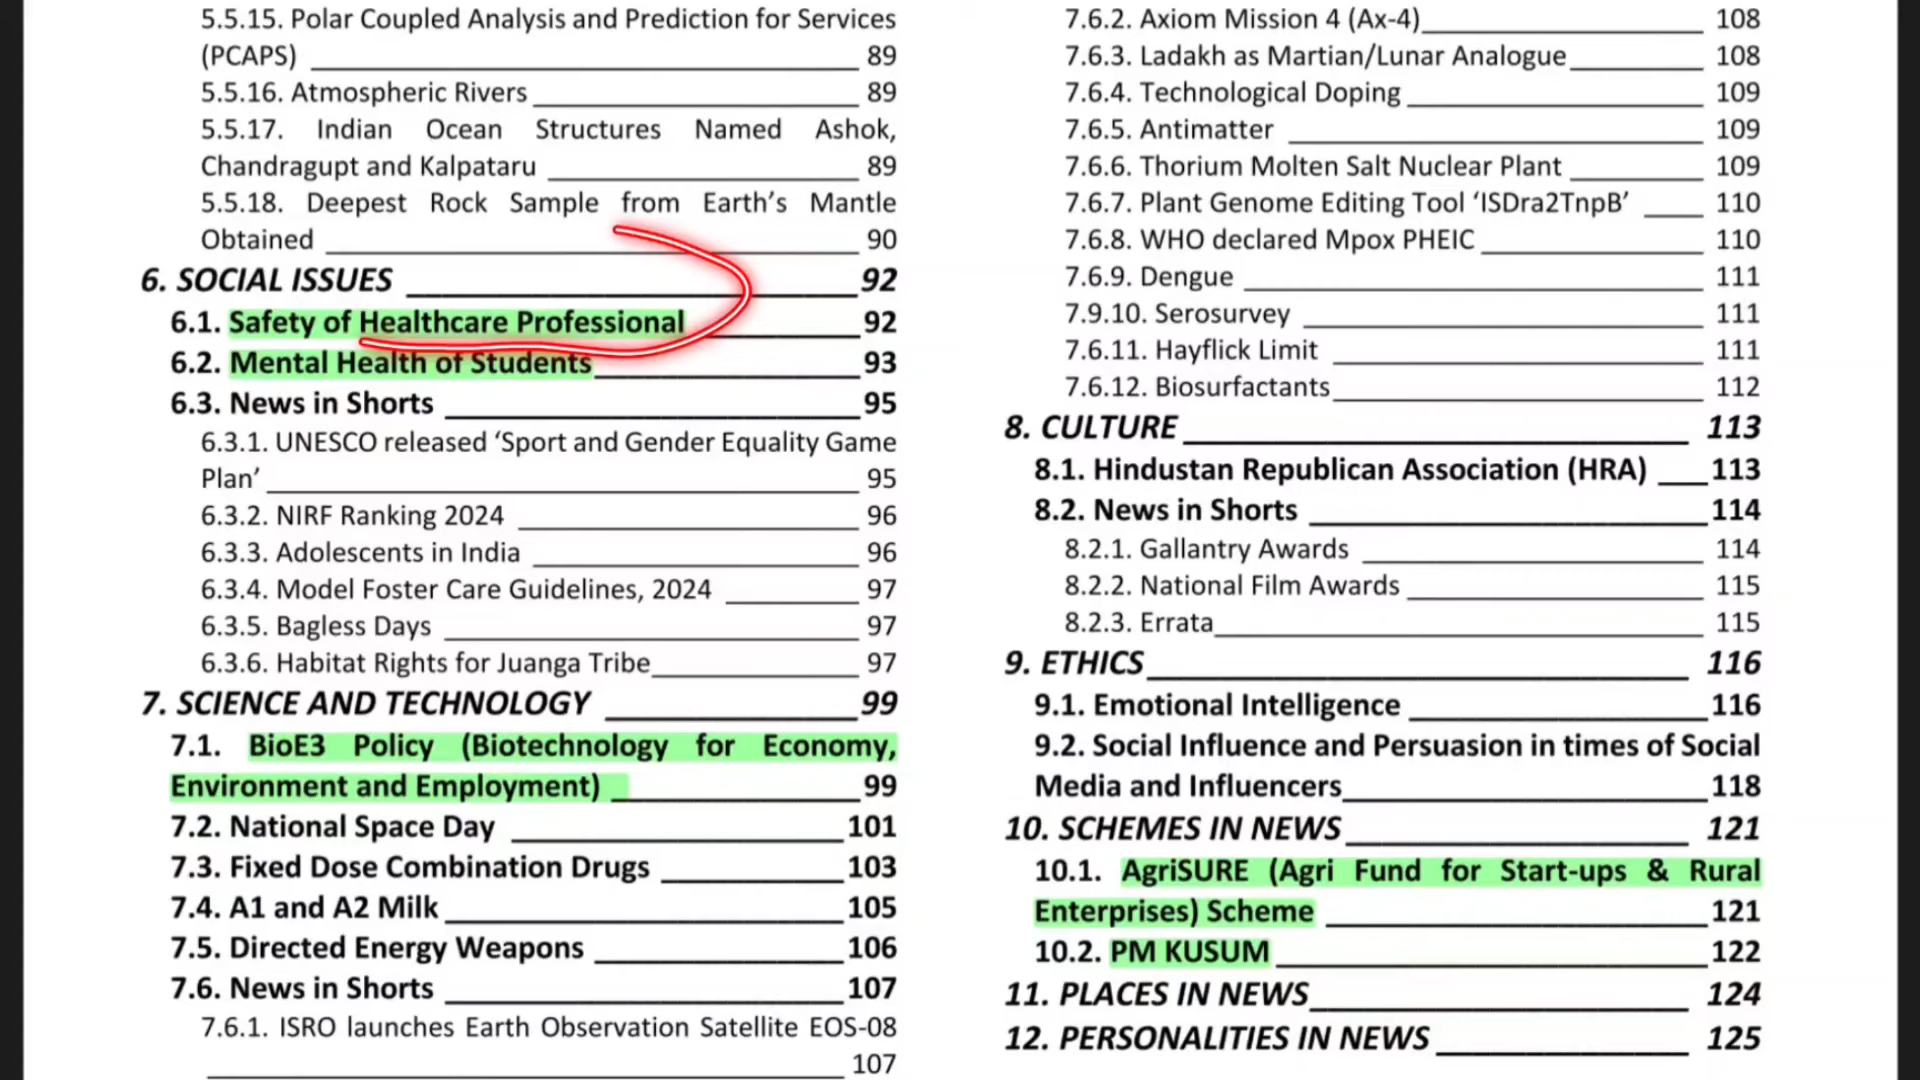 5.5.15. Polar Coupled Analysis and Prediction for Services
(PCAPS) 89
5.5.16. Atmospheric Rivers 89
5.5.17. Indian Ocean Structures Named Ashok,
Chandragupt and Kalpataru 89
5.5.18. Deepest Rock Sample from Earth’s Mantle
Obtained 90
6. SOCIAL ISSUES 92
6.1. Safety of Healthcare Professional 92
6.2. Mental Health of Students 93
6.3. News in Shorts 95
6.3.1. UNESCO released ‘Sport and Gender Equality Game
Plan’ 95
6.3.2. NIRF Ranking 2024 96
6.3.3. Adolescents in India 96
6.3.4. Model Foster Care Guidelines, 2024 97
6.3.5. Bagless Days 97
6.3.6. Habitat Rights for Juanga Tribe 97
7. SCIENCE AND TECHNOLOGY 99
7.1. BioE3 Policy (Biotechnology for Economy,
Environment and Employment) 99
7.2. National Space Day 101
7.3. Fixed Dose Combination Drugs 103
7.4. A1 and A2 Milk 105
7.5. Directed Energy Weapons 106
7.6. News in Shorts 107
7.6.1. ISRO launches Earth Observation Satellite EOS-08
107
7.6.2. Axiom Mission 4 (Ax-4) 108
7.6.3. Ladakh as Martian/Lunar Analogue 108
7.6.4. Technological Doping 109
7.6.5. Antimatter 109
7.6.6. Thorium Molten Salt Nuclear Plant 109
7.6.7. Plant Genome Editing Tool ‘ISDra2TnpB’ 110
7.6.8. WHO declared Mpox PHEIC 110
7.6.9. Dengue 111
7.9.10. Serosurvey 111
7.6.11. Hayflick Limit 111
7.6.12. Biosurfactants 112
8. CULTURE 113
8.1. Hindustan Republican Association (HRA) 113
8.2. News in Shorts 114
8.2.1. Gallantry Awards 114
8.2.2. National Film Awards 115
8.2.3. Errata 115
9. ETHICS 116
9.1. Emotional Intelligence 116
9.2. Social Influence and Persuasion in times of Social
Media and Influencers 118
10. SCHEMES IN NEWS 121
10.1. AgriSURE (Agri Fund for Start-ups & Rural
Enterprises) Scheme 121
10.2. PM KUSUM 122
11. PLACES IN NEWS 124
12. PERSONALITIES IN NEWS 125